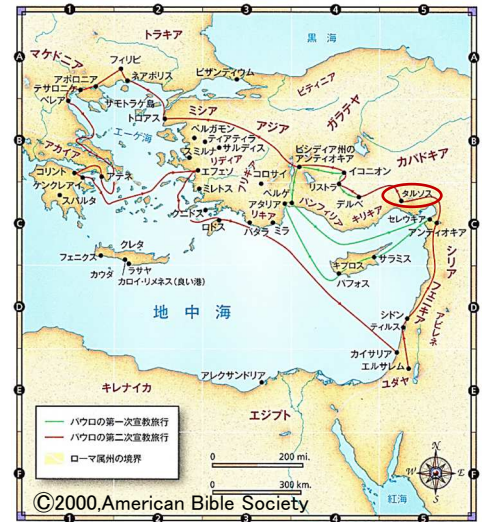 1
2
3
4
5
A
A
B
B
C
C
D
D
E
E
F
F
1
2
3
4
5
黒海
トラキア
マケドニア
フィリピ
アポロニア
ネアポリス
テサロニケ
ベレア
サモトラケ島
トロアス
ビザンティウム
ビティニア
ガラテヤ
ミシア
アジア
エーゲ海
ペルガモン
ティアティラ
スミルナ
サルディス
リディア
エフェソ
フリギア
コロサイ
ピシディア州の
アンティオキア
イコニオン
リストラ
デルベ
カパドキア
タルソス
アカイア
コリント
アテネ
ケンクレアイ
スパルタ
ミレトス
クニードス
ロドス
アタリア
ペルゲ
パンフィリア
リキア
パタラ
ミラ
キリキア
セレウキア
アンティオキア
シリア
クレタ
フェニクス
カウダ
ラサヤ
カロイ・リメネス(良い港)
キプロス
サラミス
パフォス
地中海
フェニキア
アビレネ
シドン
ティルス
カイサリア
エルサレム
ユダヤ
キレナイカ
アレクサンドリア
エジプト
紅海
パウロの第一次宣教旅行
パウロの第二次宣教旅行
ローマ属州の境界
0
200 mi.
0
300 km.
N
W
E
S
©2000,American Bible Society